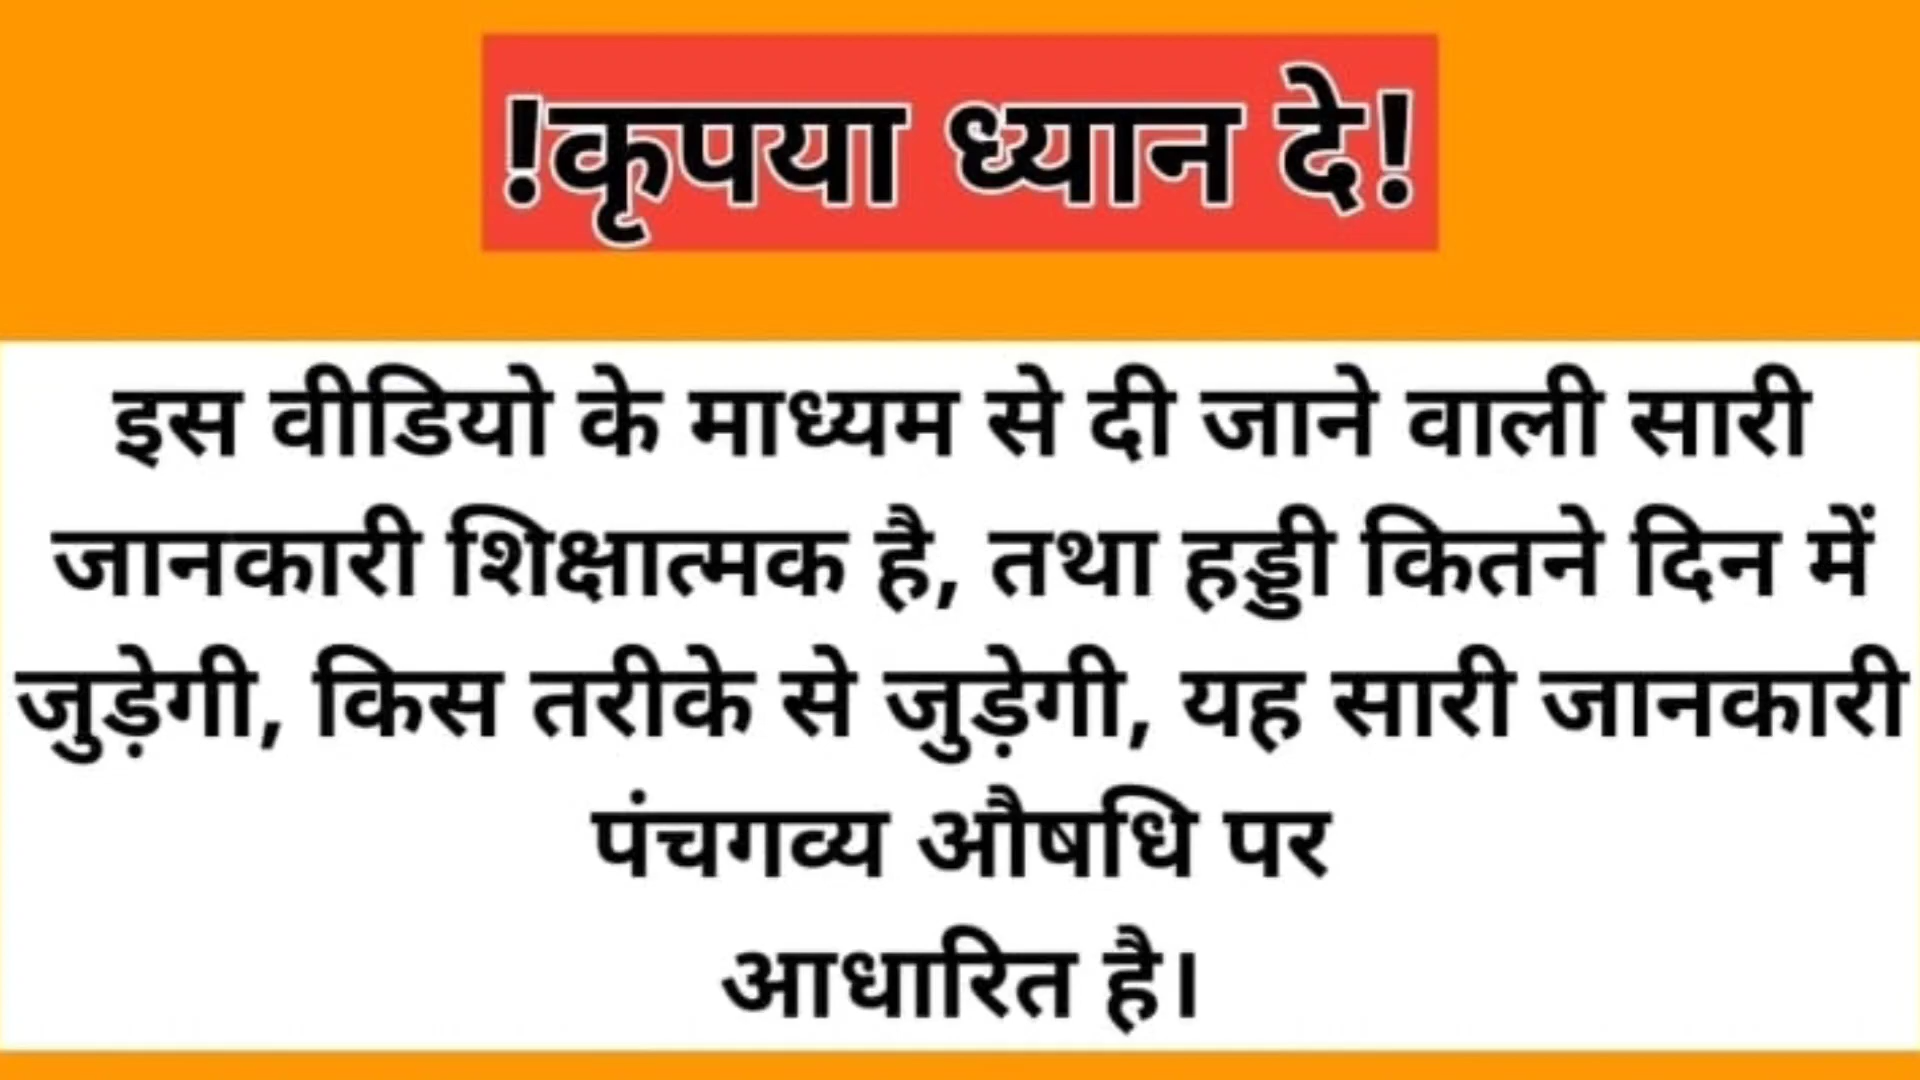 !कृपया ध्यान दे!
इस वीडियो के माध्यम से दी जाने वाली सारी
जानकारी शिक्षात्मक है, तथा हड्डी कितने दिन में
जुड़ेगी, किस तरीके से जुड़ेगी, यह सारी जानकारी
पंचगव्य औषधि पर
आधारित है।